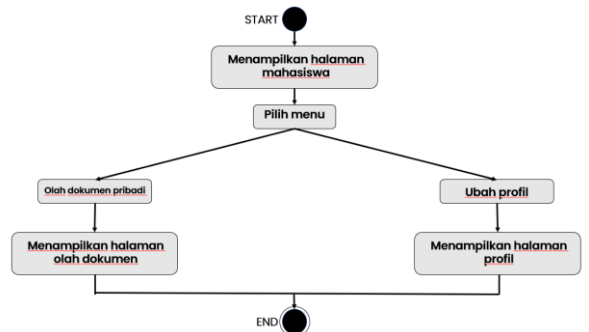 START
Menampilkan halaman
mahasiswa
Pilih menu
Olah dokumen pribadi
Ubah profil
Menampilkan halaman
olah dokumen
Menampilkan halaman
profil
END